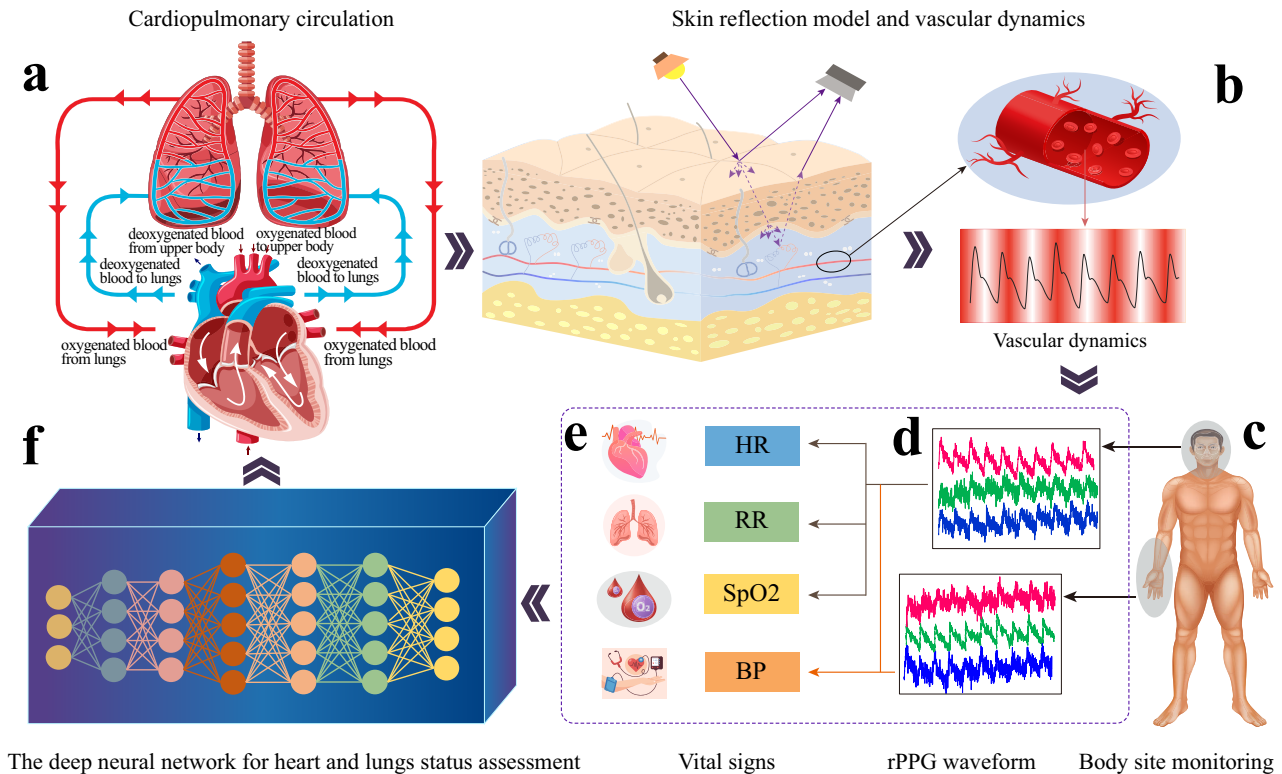 Cardiopulmonary circulation
Skin reflection model and vascular dynamics
a
b
deoxygenated blood
from upper body
oxygenated blood
to upper body
deoxygenated
blood to lungs
deoxygenated
blood to lungs
oxygenated blood
from lungs
oxygenated blood
from lungs
Vascular dynamics
f
e
d
c
HR
RR
O2
SpO2
BP
The deep neural network for heart and lungs status assessment
Vital signs
rPPG waveform
Body site monitoring